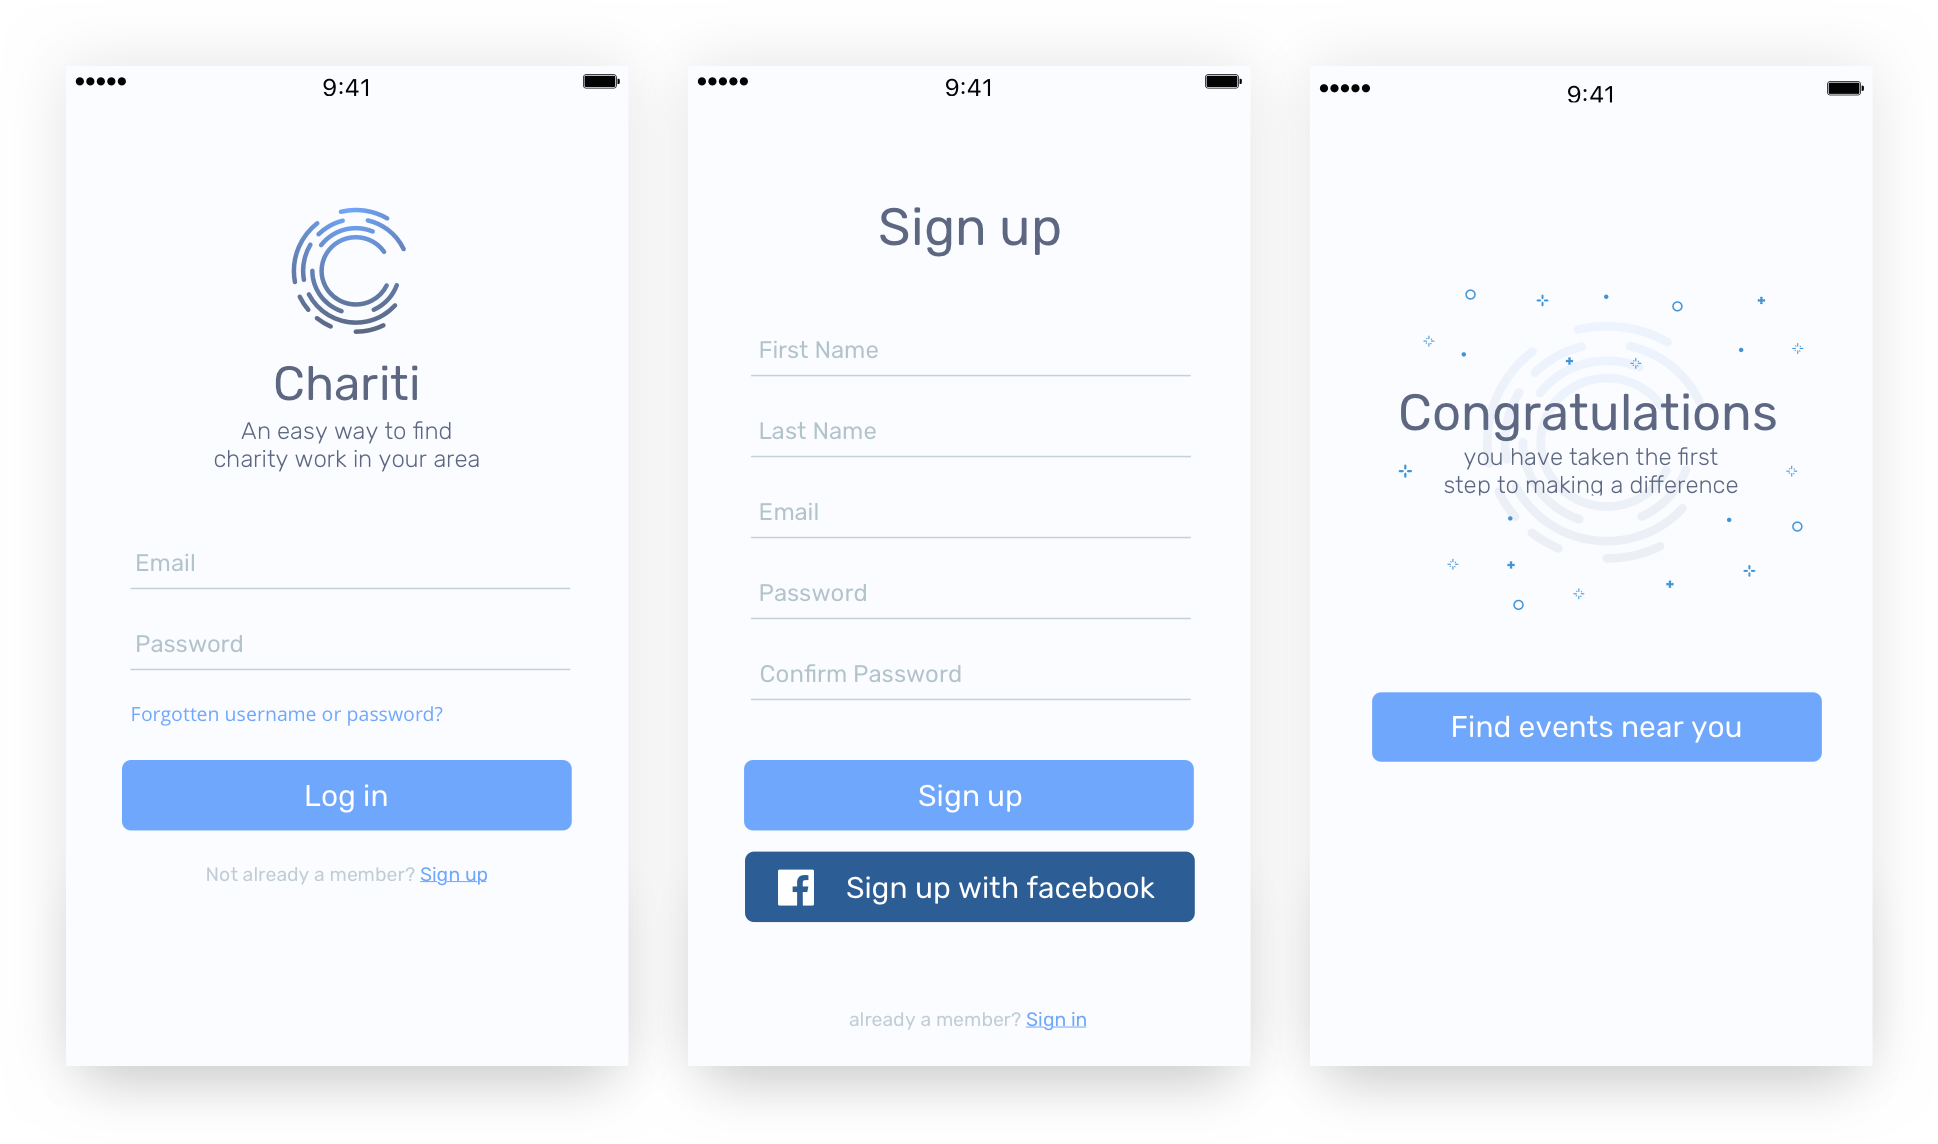 9:41
Chariti
An easy way to find
charity work in your area
Email
Password
Forgotten username or password?
Log in
Not already a member? Sign up
9:41
Sign up
First Name
Last Name
Email
Password
Confirm Password
Sign up
Sign up with facebook
already a member? Sign in
9:41
Congratulations
you have taken the first
step to making a difference
Find events near you